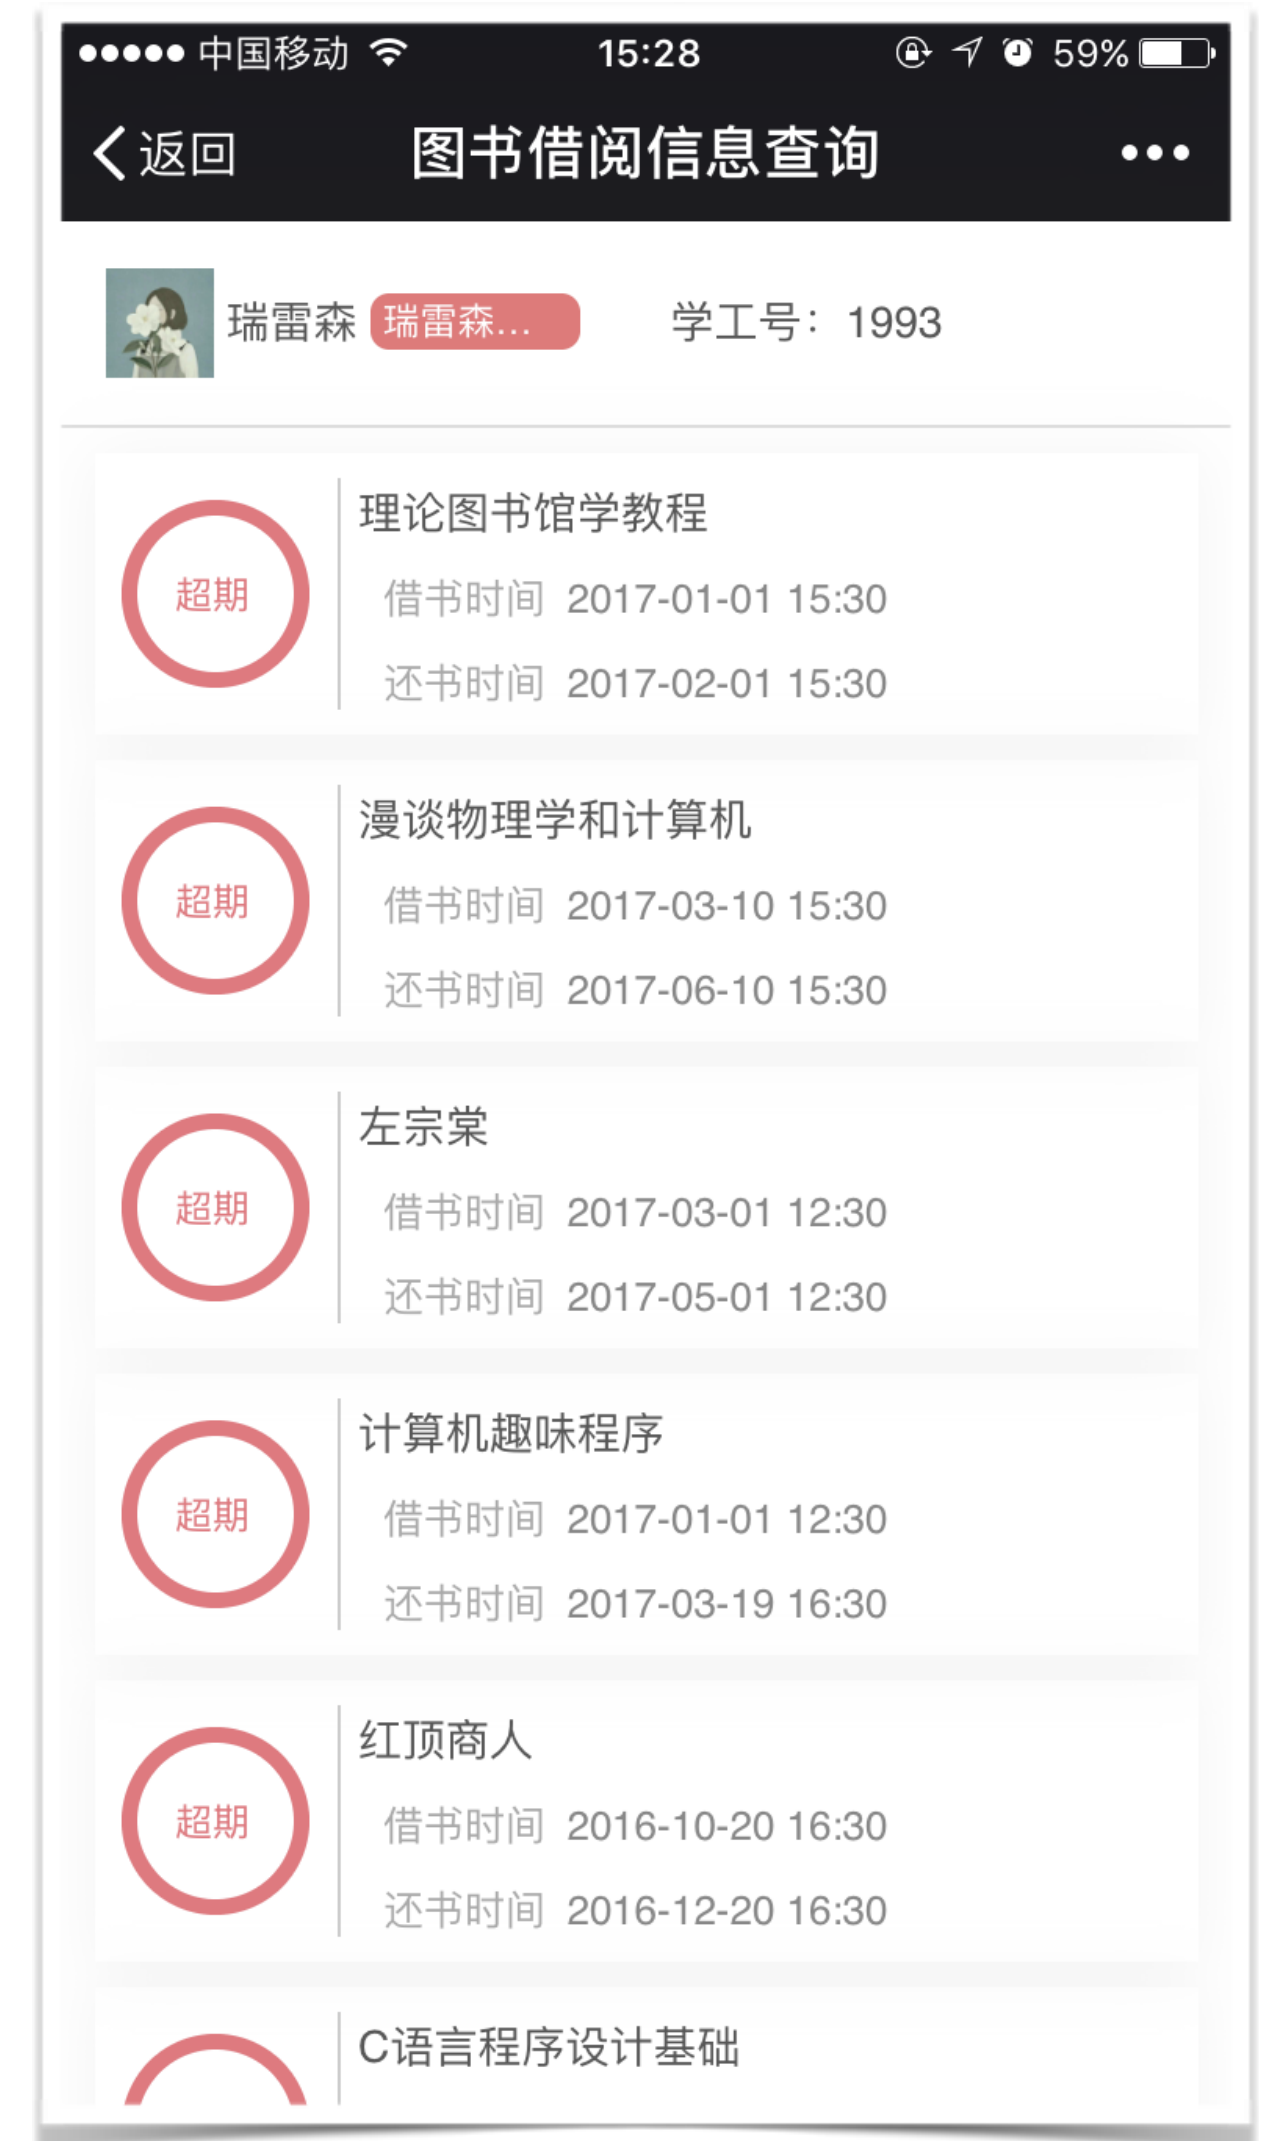 中国移动 15:28 59%
返回 图书借阅信息查询
瑞雷森 瑞雷森... 学工号：1993
理论图书馆学教程
超期
借书时间 2017-01-01 15:30
还书时间 2017-02-01 15:30
漫谈物理学和计算机
超期
借书时间 2017-03-10 15:30
还书时间 2017-06-10 15:30
左宗棠
超期
借书时间 2017-03-01 12:30
还书时间 2017-05-01 12:30
计算机趣味程序
超期
借书时间 2017-01-01 12:30
还书时间 2017-03-19 16:30
红顶商人
超期
借书时间 2016-10-20 16:30
还书时间 2016-12-20 16:30
C语言程序设计基础